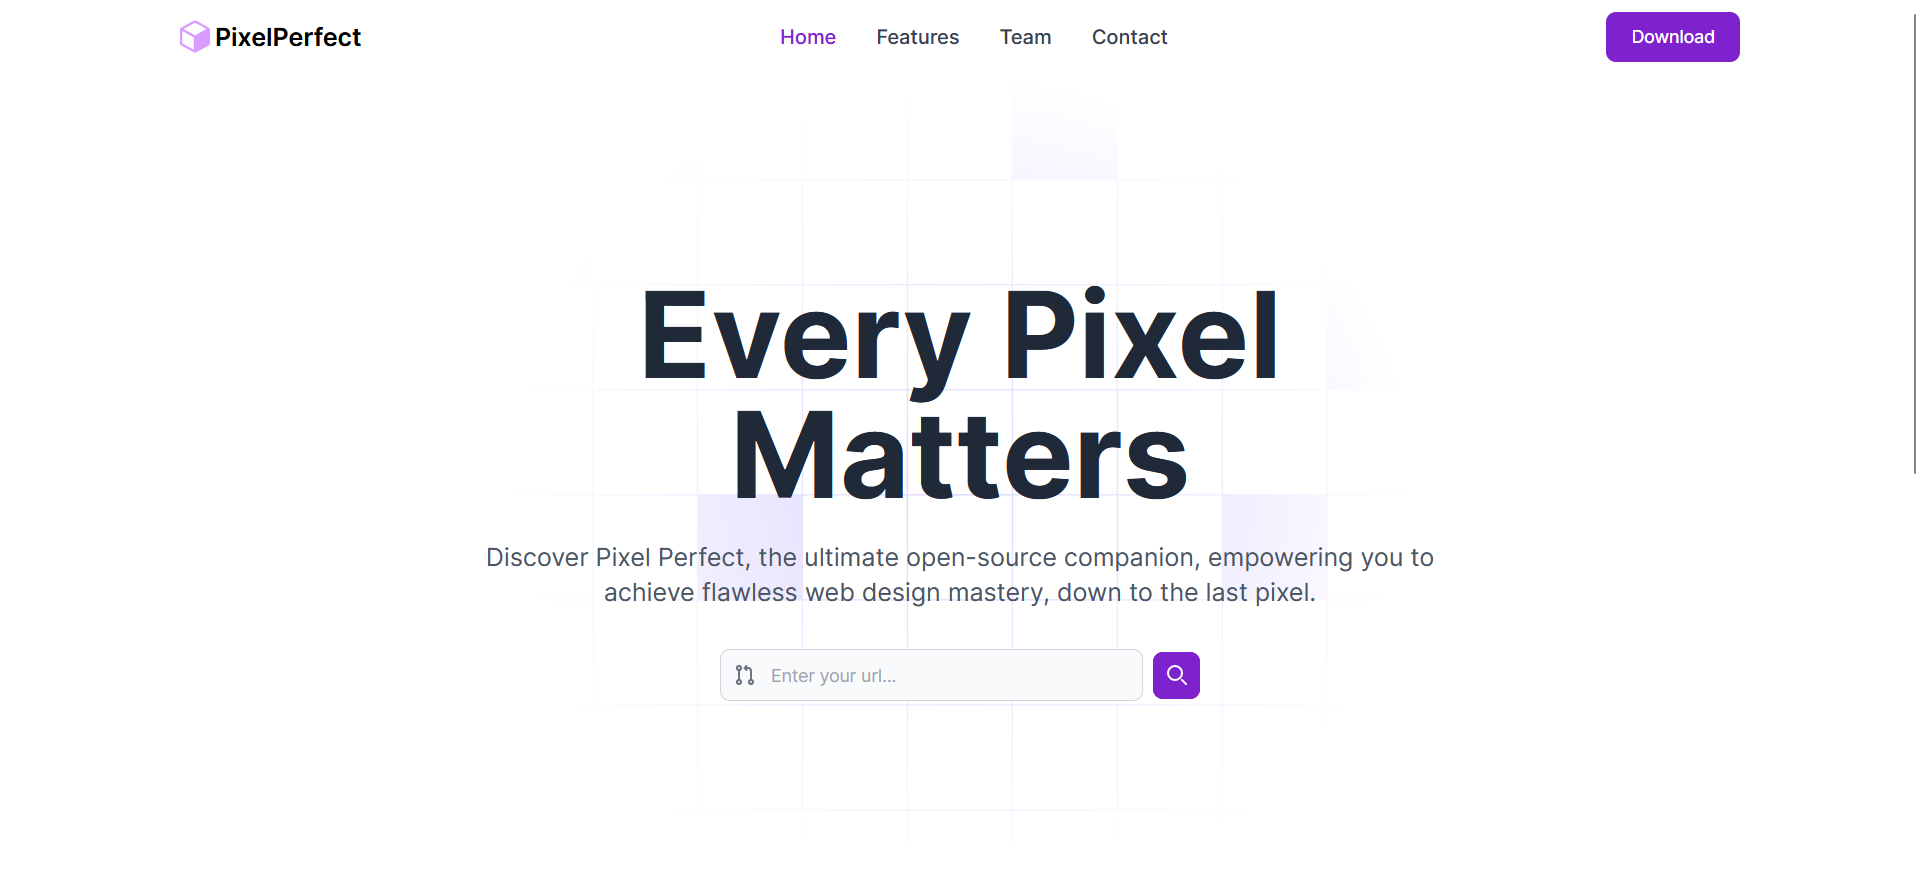 PixelPerfect
Home Features Team Contact
Download
Every Pixel
Matters
Discover Pixel Perfect, the ultimate open-source companion, empowering you to
achieve flawless web design mastery, down to the last pixel.
Enter your url...